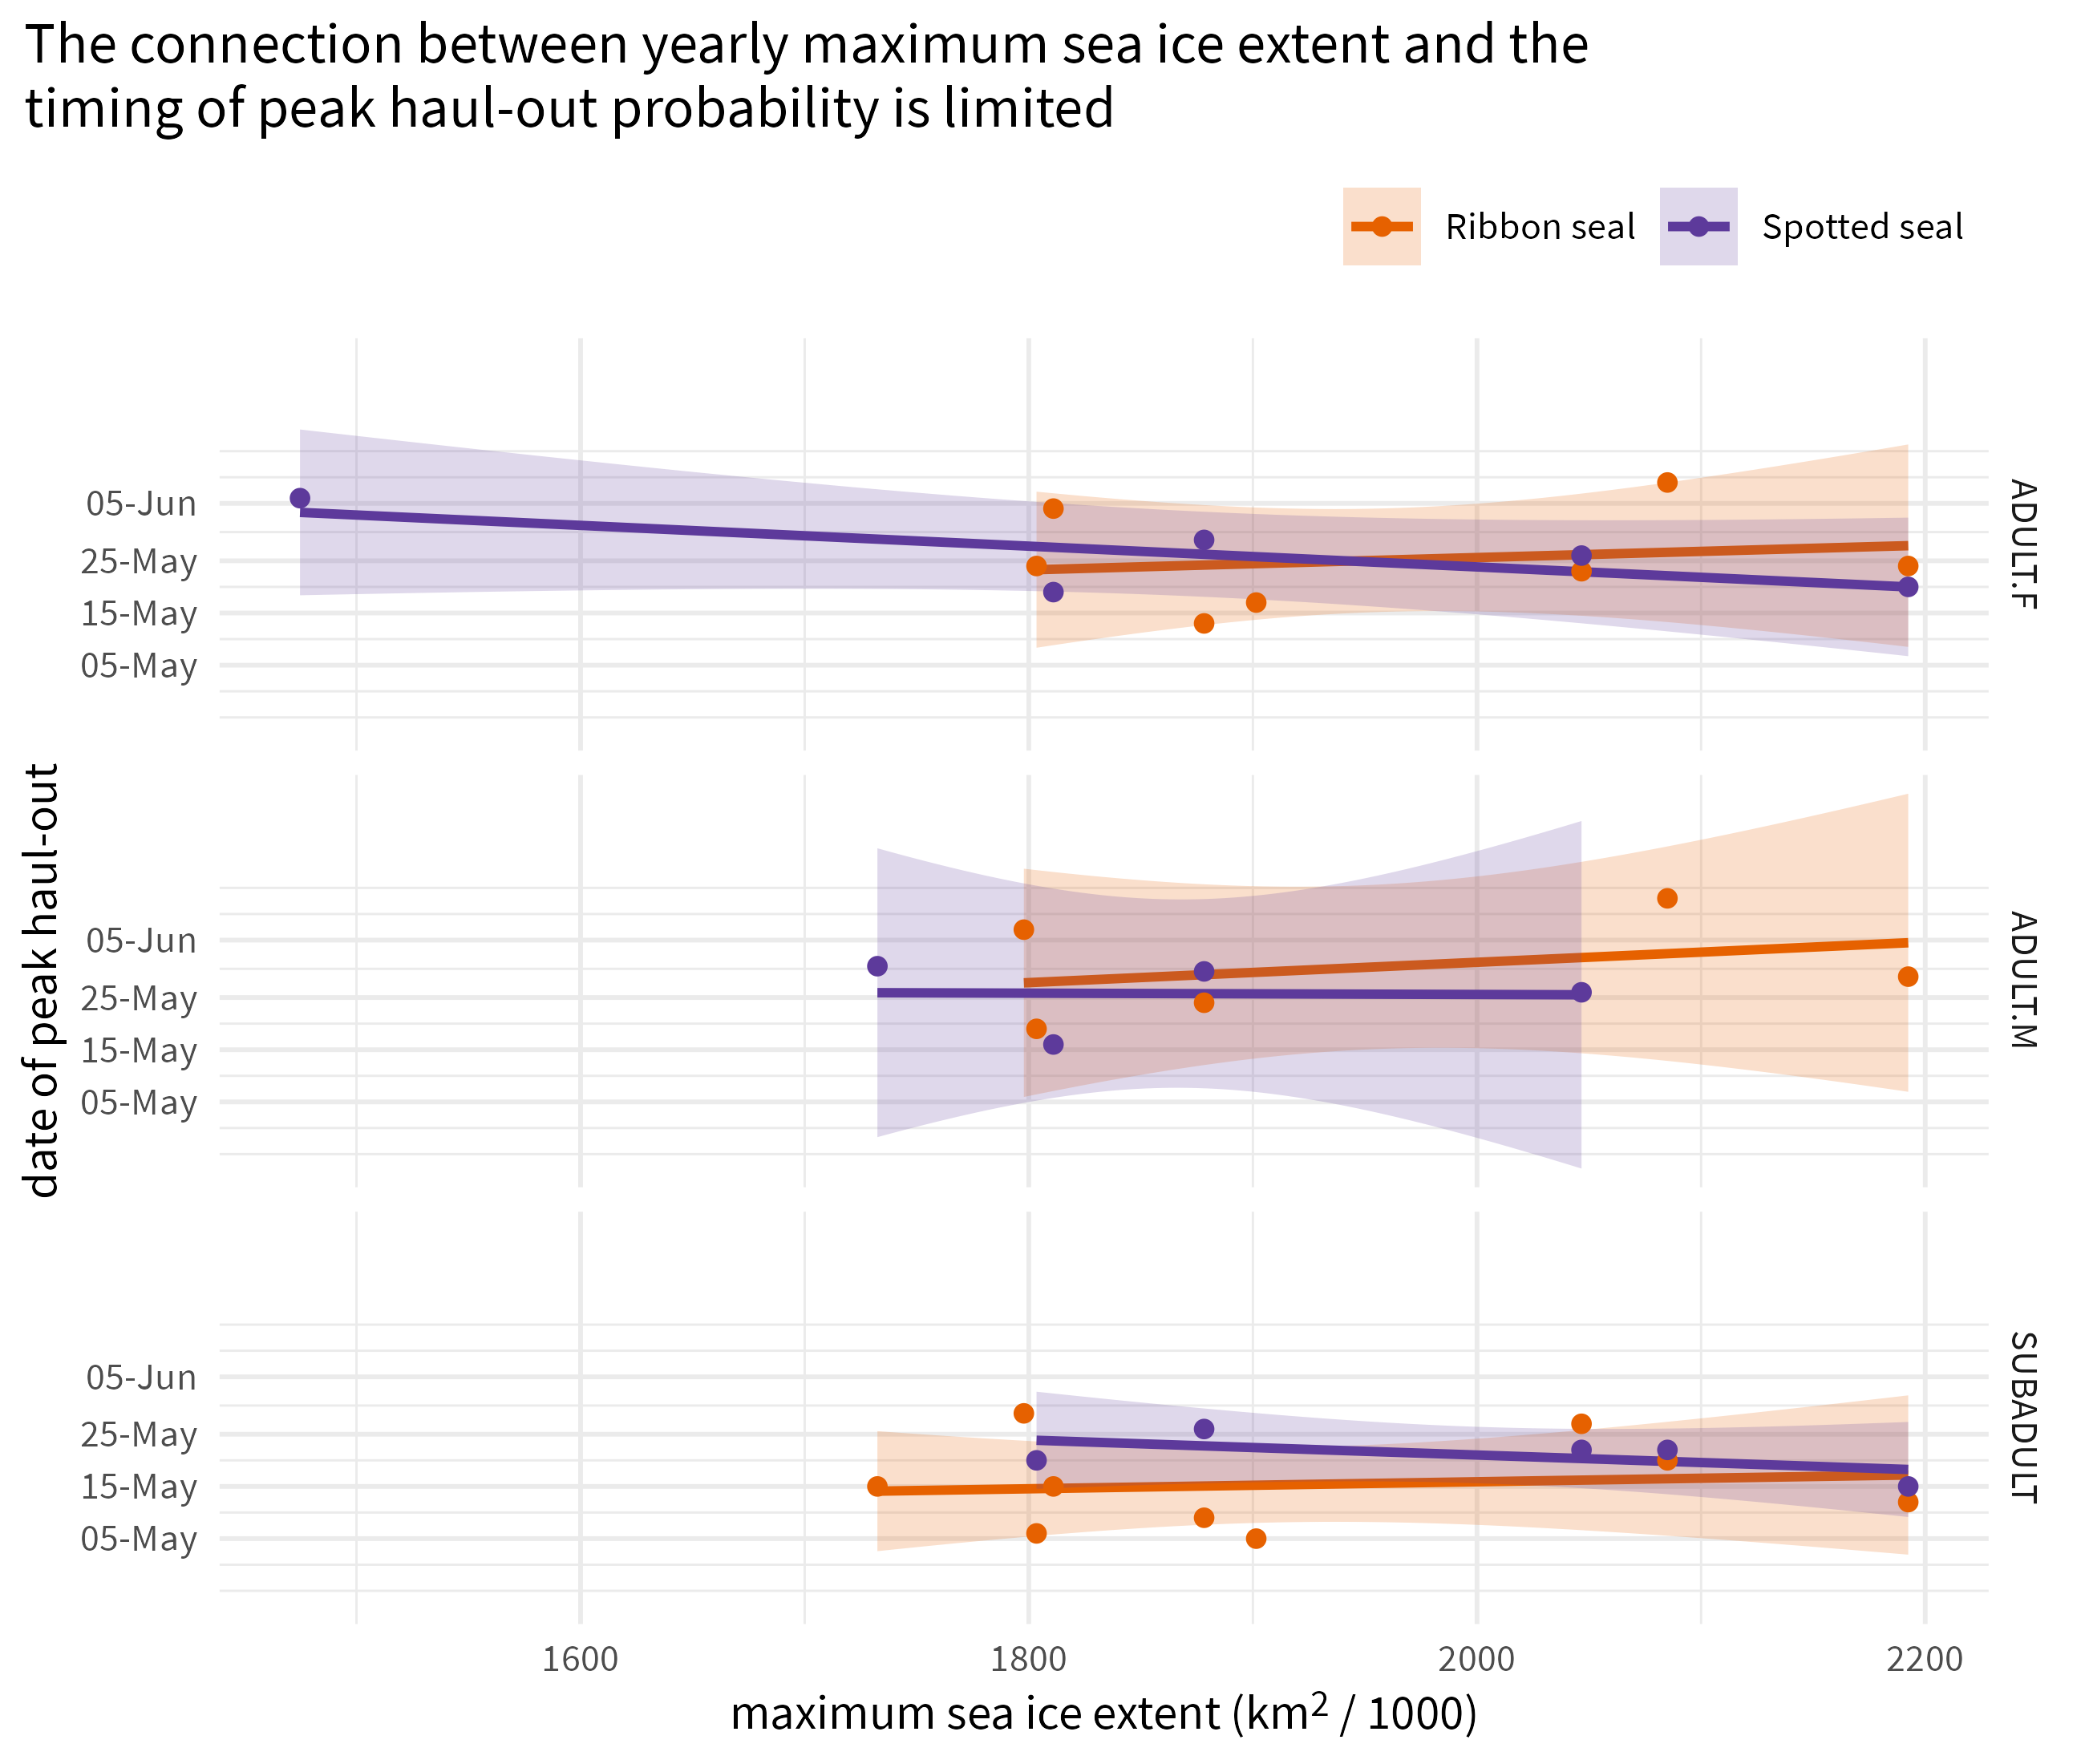 The connection between yearly maximum sea ice extent and the
timing of peak haul-out probability is limited
Ribbon seal
Spotted seal
date of peak haul-out
05-Jun
25-May
15-May
05-May
ADULT.F
05-Jun
25-May
15-May
05-May
ADULT.M
05-Jun
25-May
15-May
05-May
SUBADULT
1600
1800
2000
2200
maximum sea ice extent (km² / 1000)